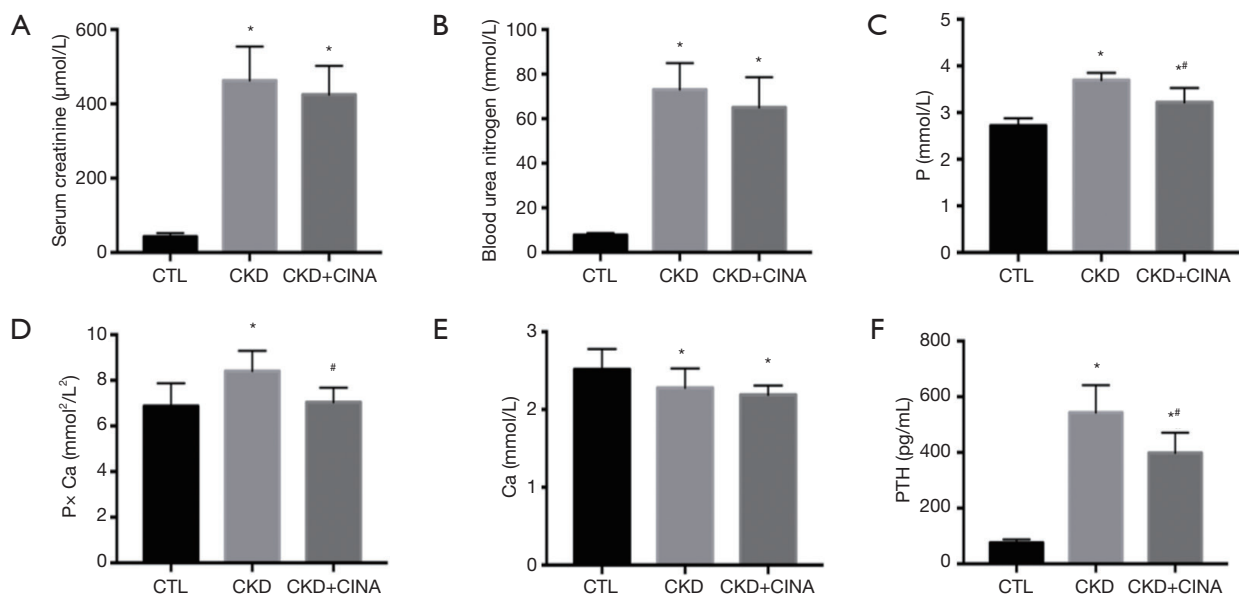 A
Serum creatinine (μmol/L)
600
400
200
0
*
*
CTL
CKD
CKD+CINA
B
Blood urea nitrogen (mmol/L)
100
80
60
40
20
0
*
*
CTL
CKD
CKD+CINA
C
P (mmol/L)
5
4
3
2
1
0
*
*#
CTL
CKD
CKD+CINA
D
P× Ca (mmol²/L²)
10
8
6
4
2
0
*
#
CTL
CKD
CKD+CINA
E
Ca (mmol/L)
3
2
1
0
*
*
CTL
CKD
CKD+CINA
F
PTH (pg/mL)
800
600
400
200
0
*
*#
CTL
CKD
CKD+CINA